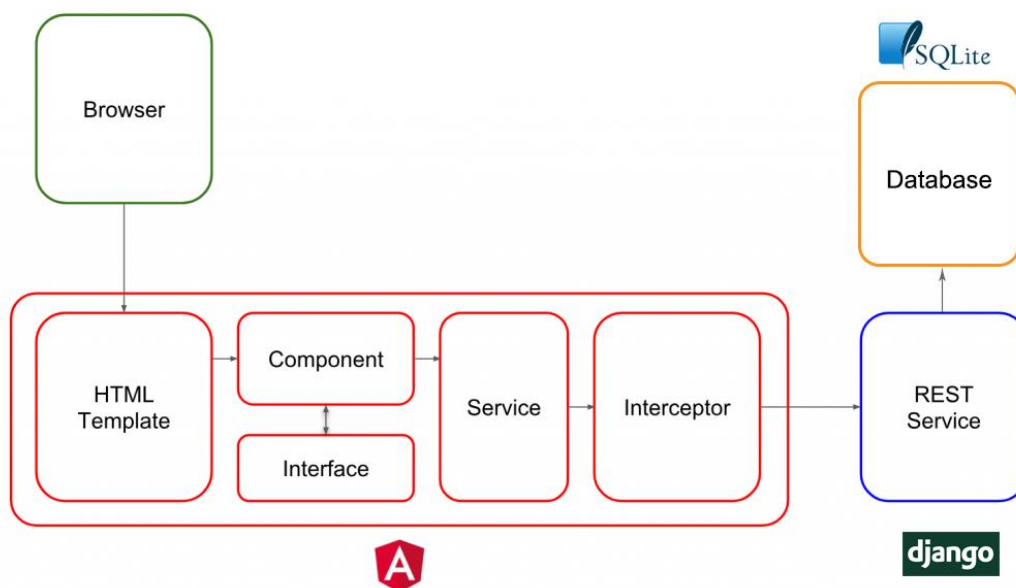 Browser
SQLite
Database
HTML
Template
Component
Interface
Service
Interceptor
REST
Service
A
django